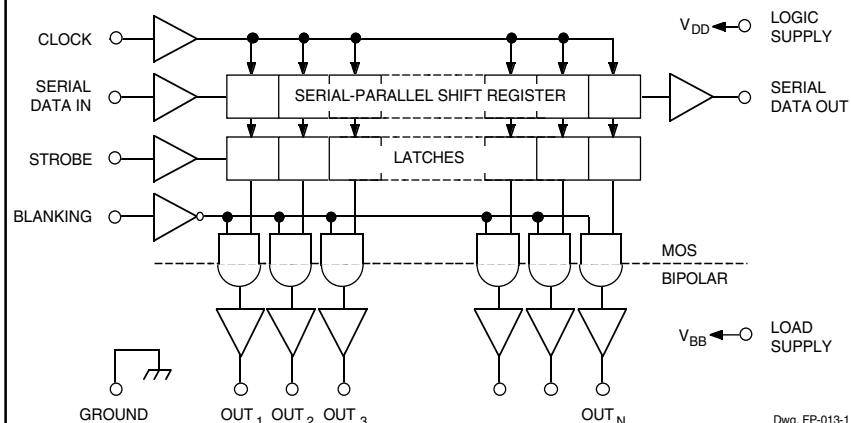 CLOCK
V_DD
LOGIC
SUPPLY
SERIAL
DATA IN
SERIAL-PARALLEL SHIFT REGISTER
SERIAL
DATA OUT
STROBE
LATCHES
BLANKING
MOS
BIPOLAR
V_BB
LOAD
SUPPLY
GROUND
OUT_1 OUT_2 OUT_3
OUT_N
Dwg. FP-013-1